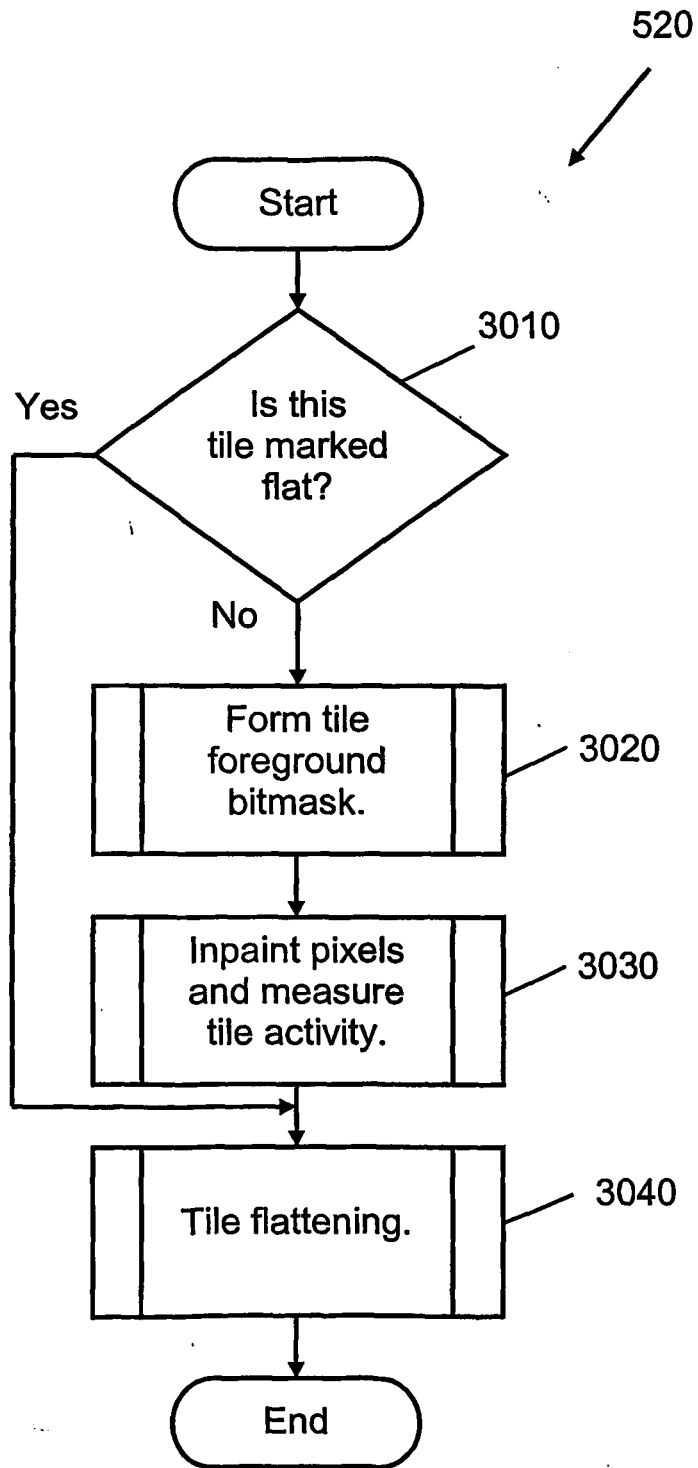 520
Start
3010
Yes
Is this
tile marked
flat?
No
Form tile
foreground
bitmask.
3020
Inpaint pixels
and measure
tile activity.
3030
Tile flattening.
3040
End